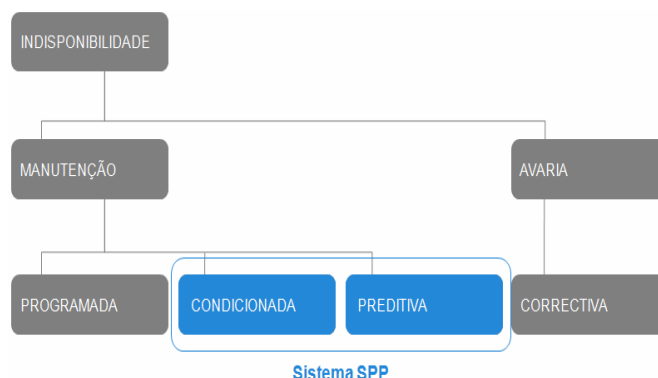 INDISPONIBILIDADE
MANUTENÇÃO
AVARIA
PROGRAMADA
CONDICIONADA
PREDITIVA
CORRECTIVA
Sistema SPP